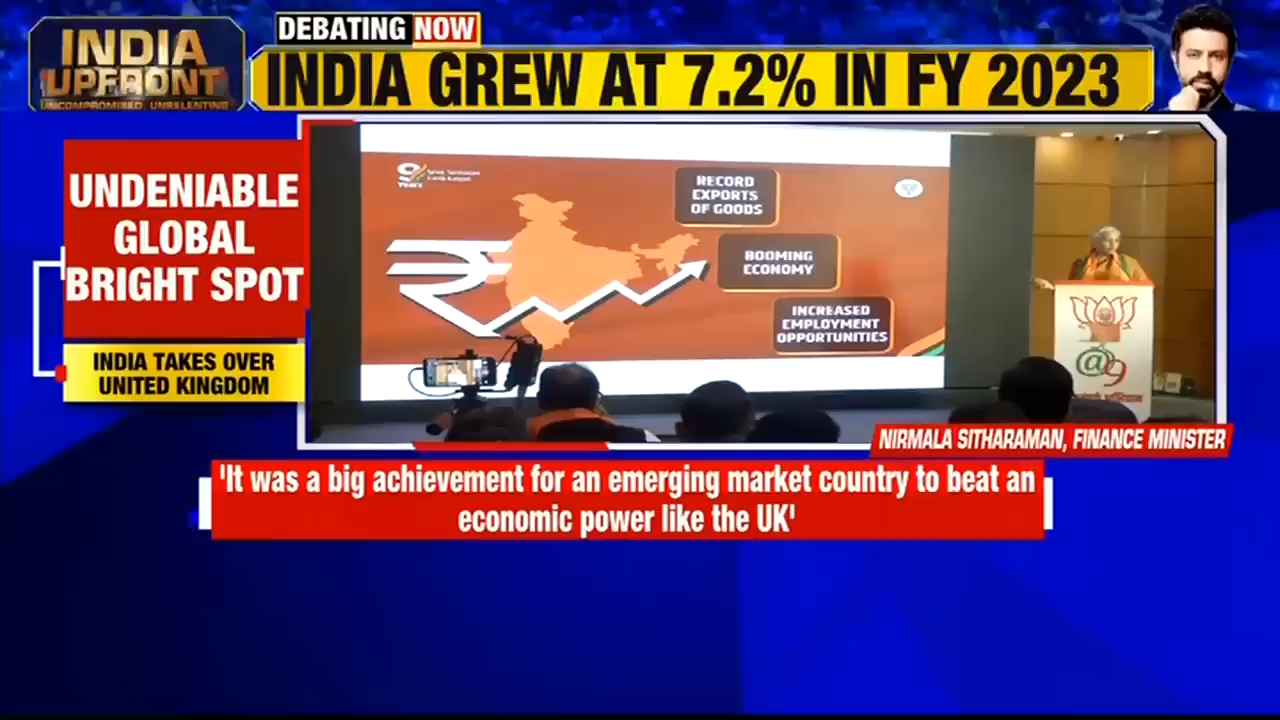 INDIA
UPFRONT
UNCOMPROMISED. UNRELENTING
DEBATING NOW
INDIA GREW AT 7.2% IN FY 2023
UNDENIABLE
GLOBAL
BRIGHT SPOT
INDIA TAKES OVER
UNITED KINGDOM
9
Years
RECORD
EXPORTS
OF GOODS
BOOMING
ECONOMY
INCREASED
EMPLOYMENT
OPPORTUNITIES
@9
NIRMALA SITHARAMAN, FINANCE MINISTER
'It was a big achievement for an emerging market country to beat an
economic power like the UK'